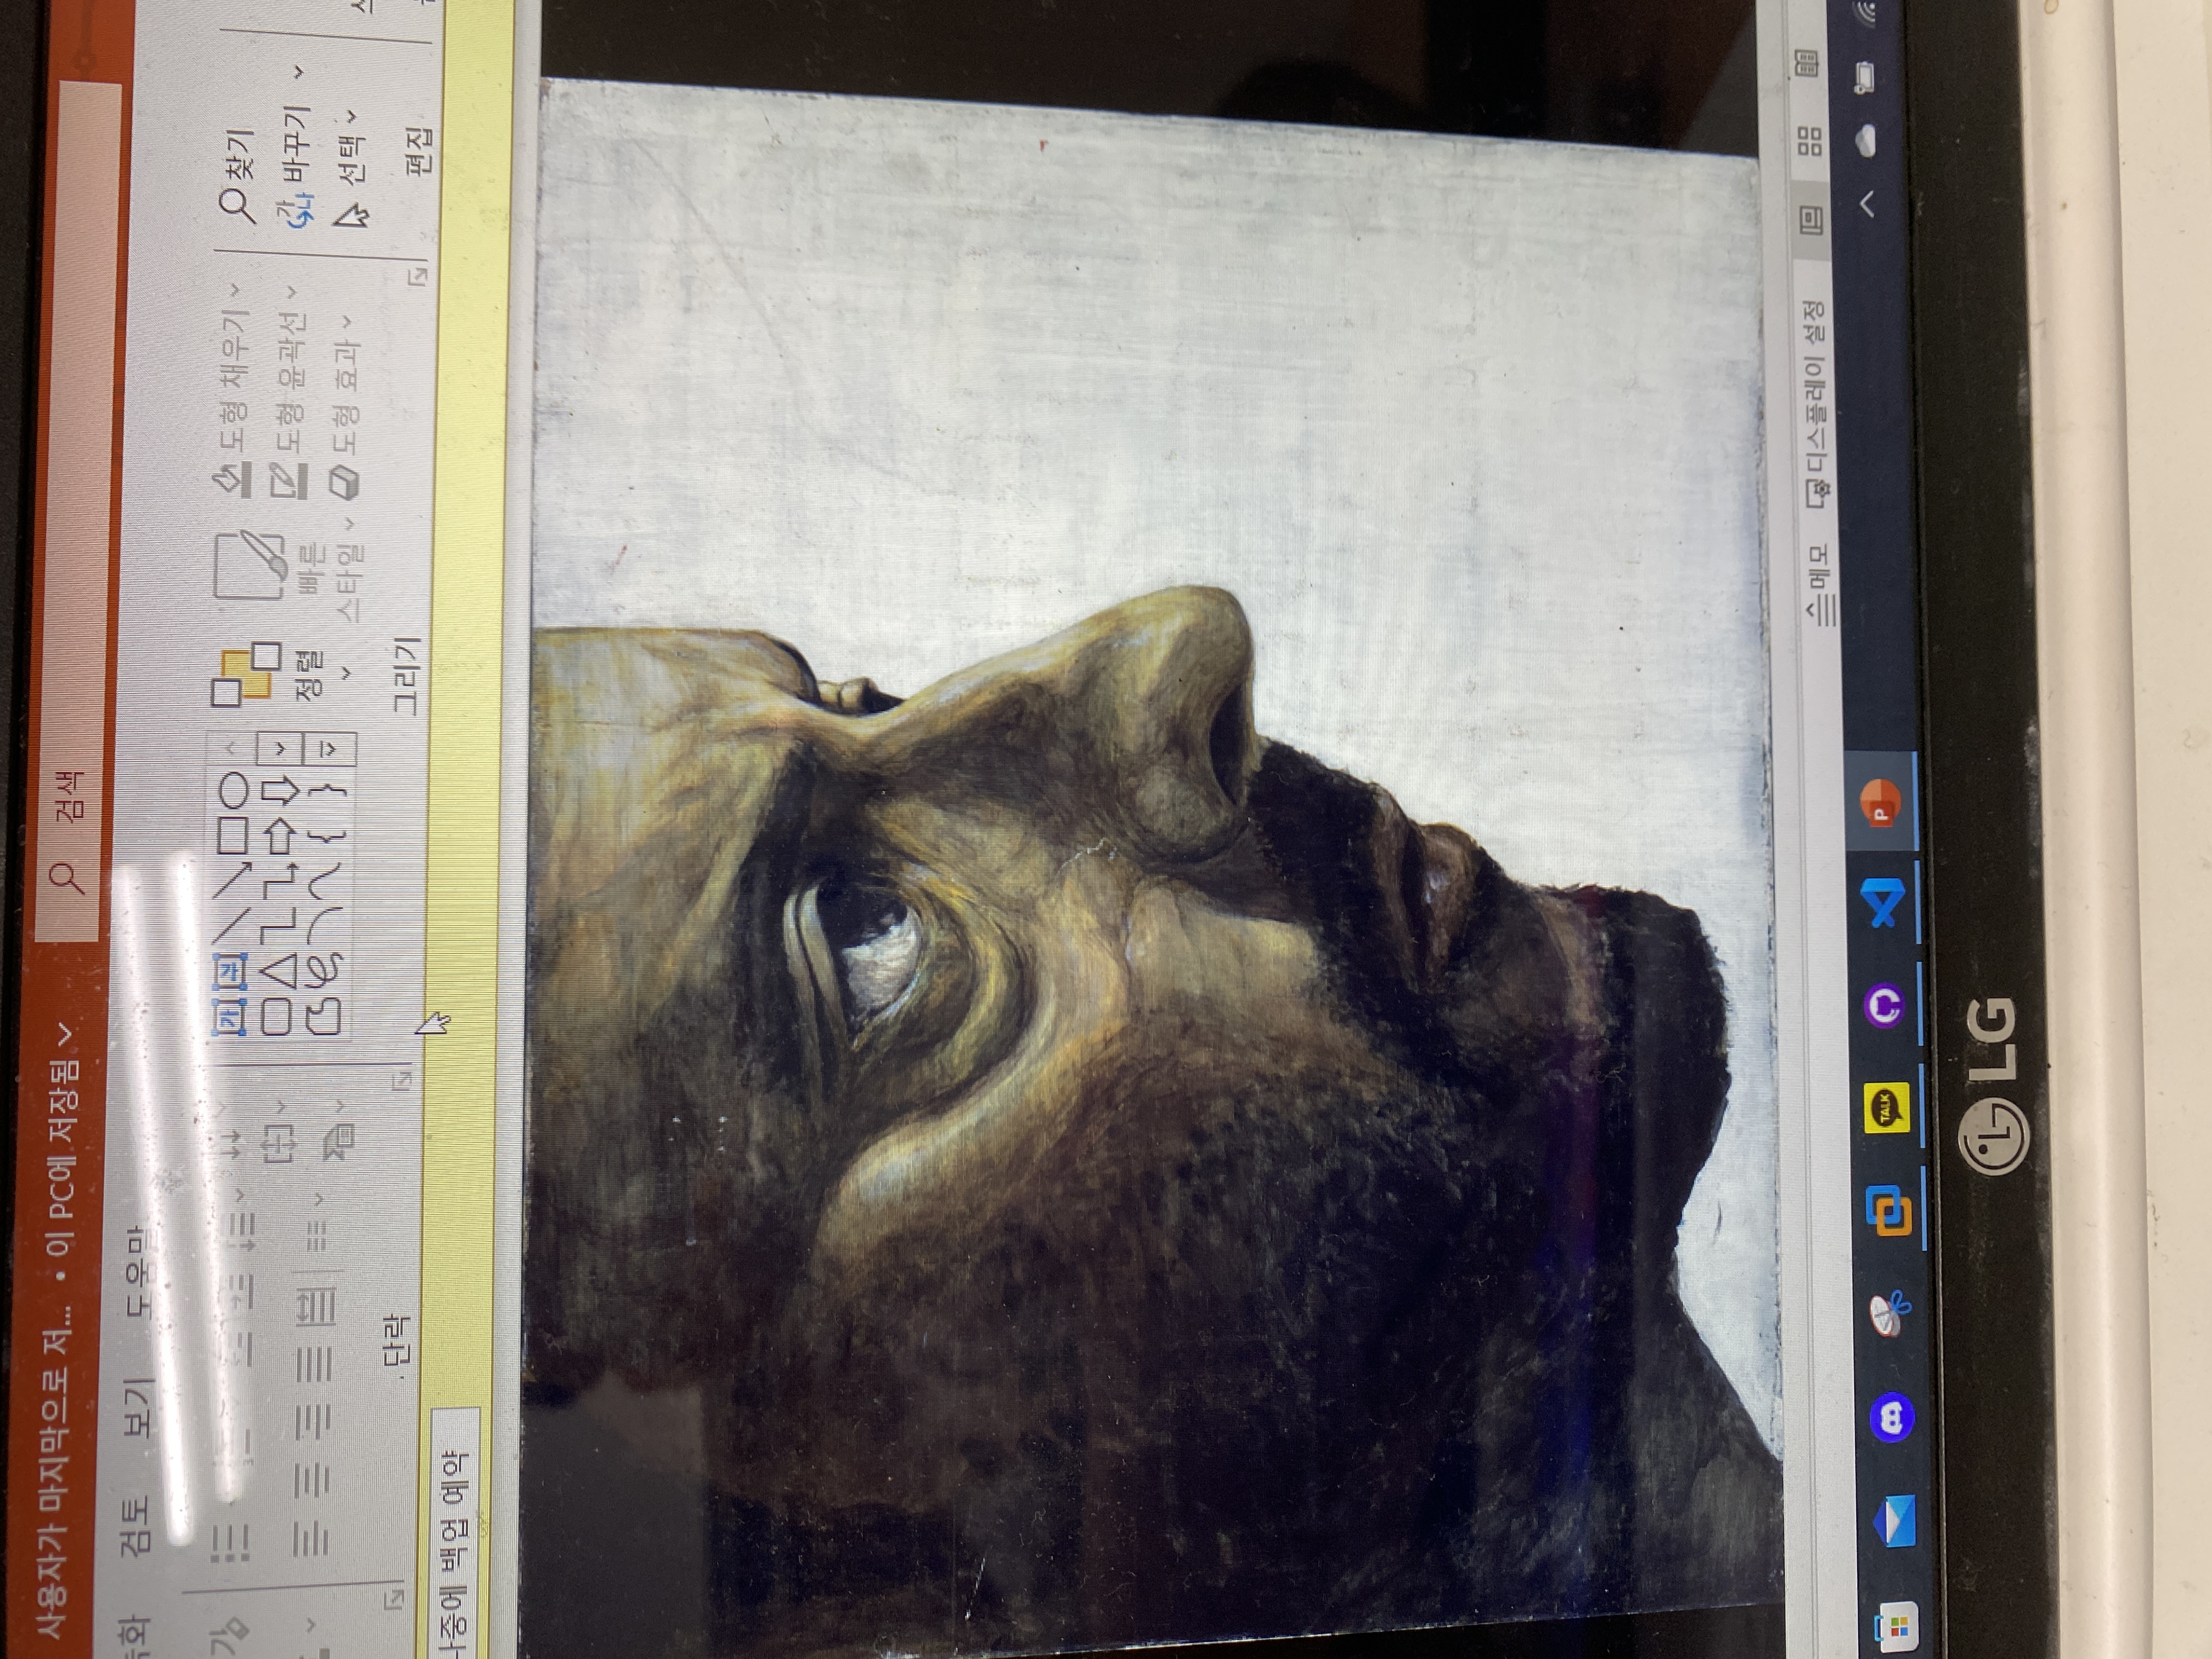 사용자가 마지막으로 저... • 이 PC에 저장됨
검색
녹화 검토 보기 도움말
가
가
도형 채우기
찾기
도형 윤곽선
바꾸기
정렬
빠른
스타일
도형 효과
선택
단락
그리기
편집
나중에 백업 예약
메모
디스플레이 설정
TALK
P
LG